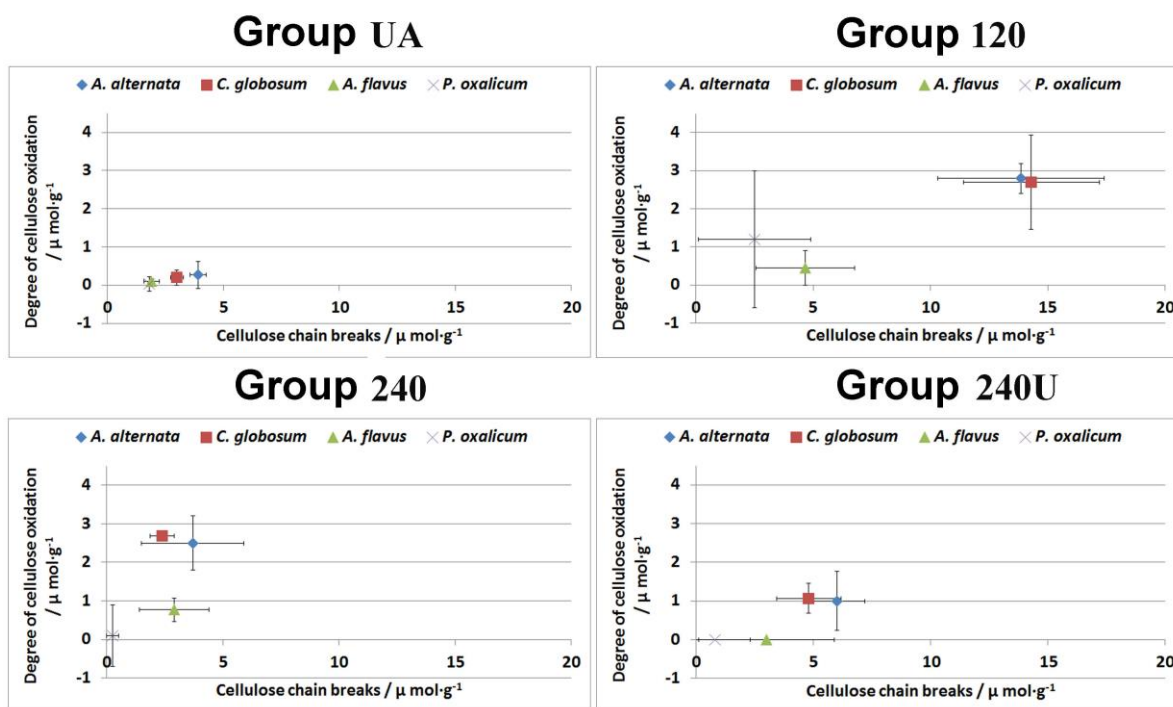 Group UA
A. alternata C. globosum A. flavus P. oxalicum
Degree of cellulose oxidation
/ µ mol·g-1
4
3
2
1
0
-1
0 5 10 15 20
Cellulose chain breaks / µ mol·g-1
Group 120
A. alternata C. globosum A. flavus P. oxalicum
Degree of cellulose oxidation
/ µ mol·g-1
4
3
2
1
0
-1
0 5 10 15 20
Cellulose chain breaks / µ mol·g-1
Group 240
A. alternata C. globosum A. flavus P. oxalicum
Degree of cellulose oxidation
/ µ mol·g-1
4
3
2
1
0
-1
0 5 10 15 20
Cellulose chain breaks / µ mol·g-1
Group 240U
A. alternata C. globosum A. flavus P. oxalicum
Degree of cellulose oxidation
/ µ mol·g-1
4
3
2
1
0
-1
0 5 10 15 20
Cellulose chain breaks / µ mol·g-1